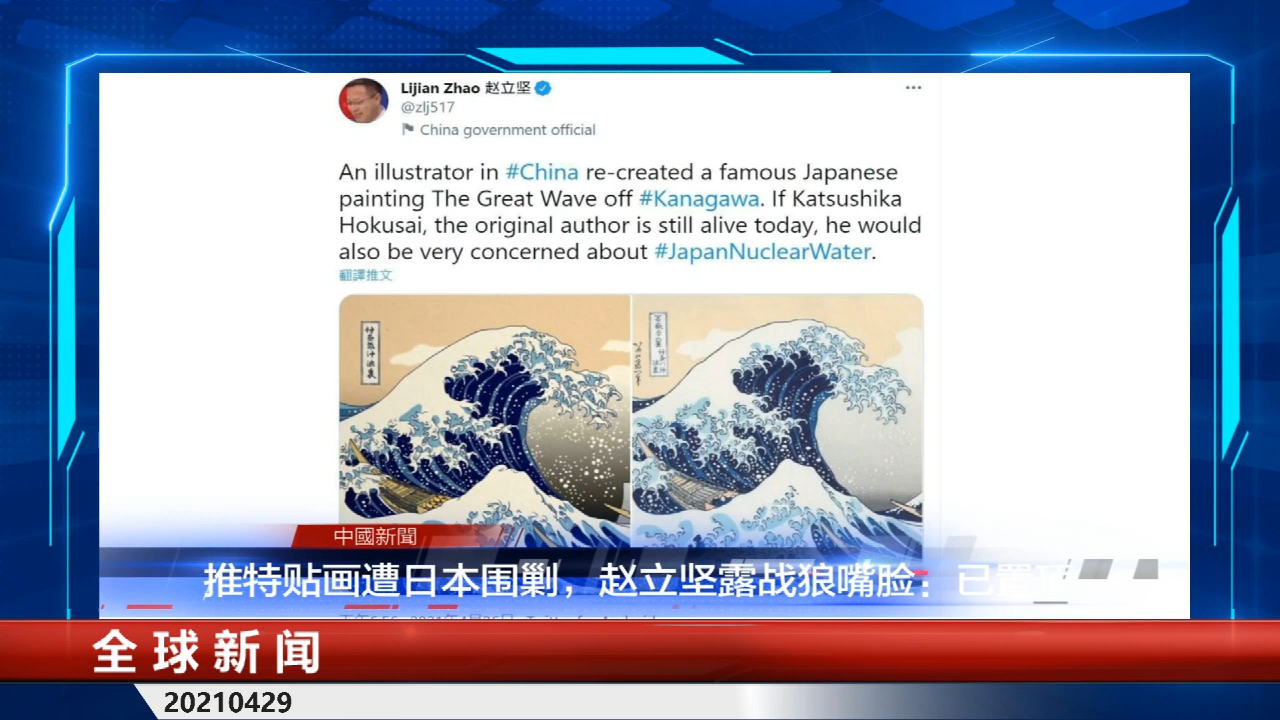 Lijian Zhao 赵立坚
@zlj517
China government official
An illustrator in #China re-created a famous Japanese
painting The Great Wave off #Kanagawa. If Katsushika
Hokusai, the original author is still alive today, he would
also be very concerned about #JapanNuclearWater.
翻譯推文
中國新聞
推特贴画遭日本围剿，赵立坚露战狼嘴脸：已置顶
全球新闻
20210429